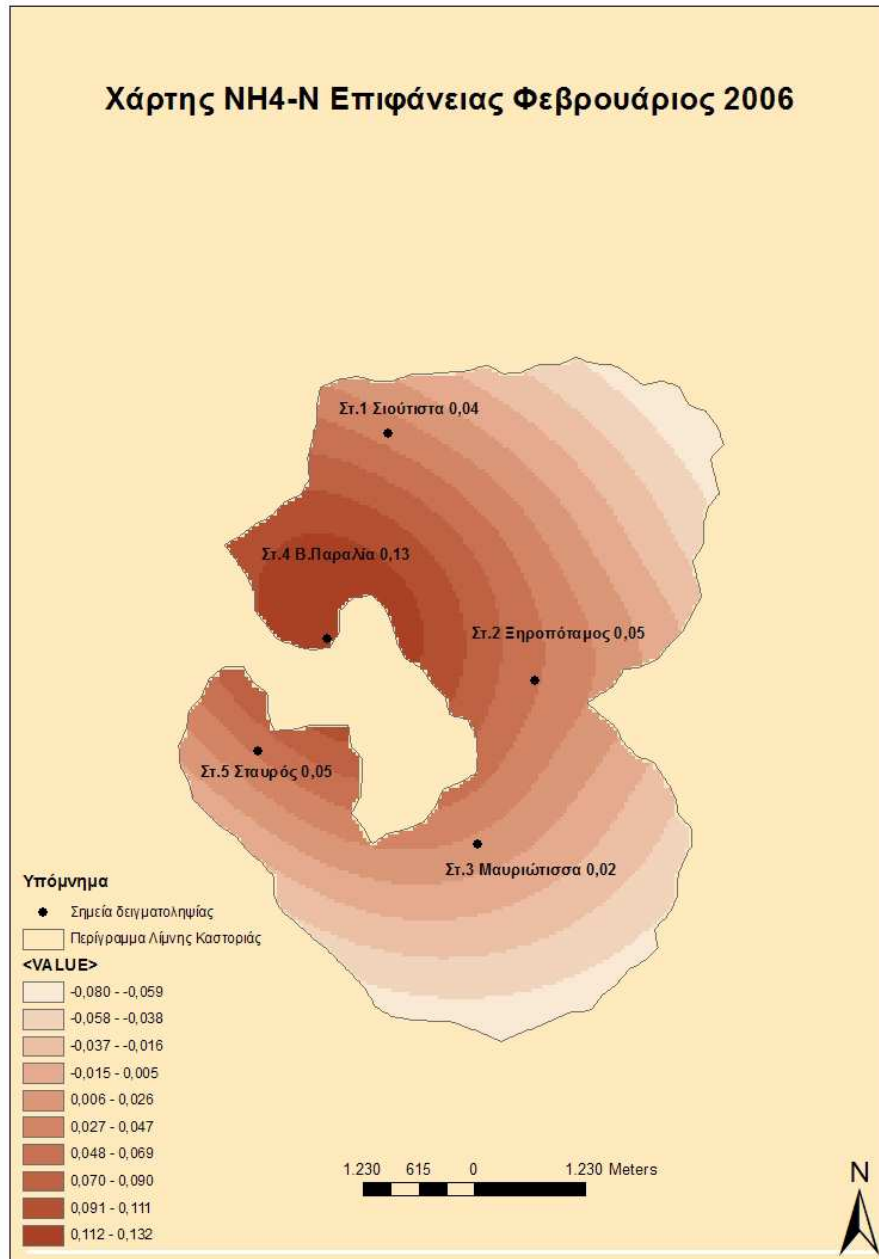 Χάρτης NH4-N Επιφάνειας Φεβρουάριος 2006
Στ.1 Σιούτιστα 0,04
Στ.4 Β.Παραλία 0,13
Στ.2 Ξηροπόταμος 0,05
Στ.5 Σταυρός 0,05
Στ.3 Μαυριώτισσα 0,02
Υπόμνημα
Σημεία δειγματοληψίας
Περίγραμμα Λίμνης Καστοριάς
<VALUE>
-0,080 - -0,059
-0,058 - -0,038
-0,037 - -0,016
-0,015 - 0,005
0,006 - 0,026
0,027 - 0,047
0,048 - 0,069
0,070 - 0,090
0,091 - 0,111
0,112 - 0,132
1.230 615 0 1.230 Meters
N